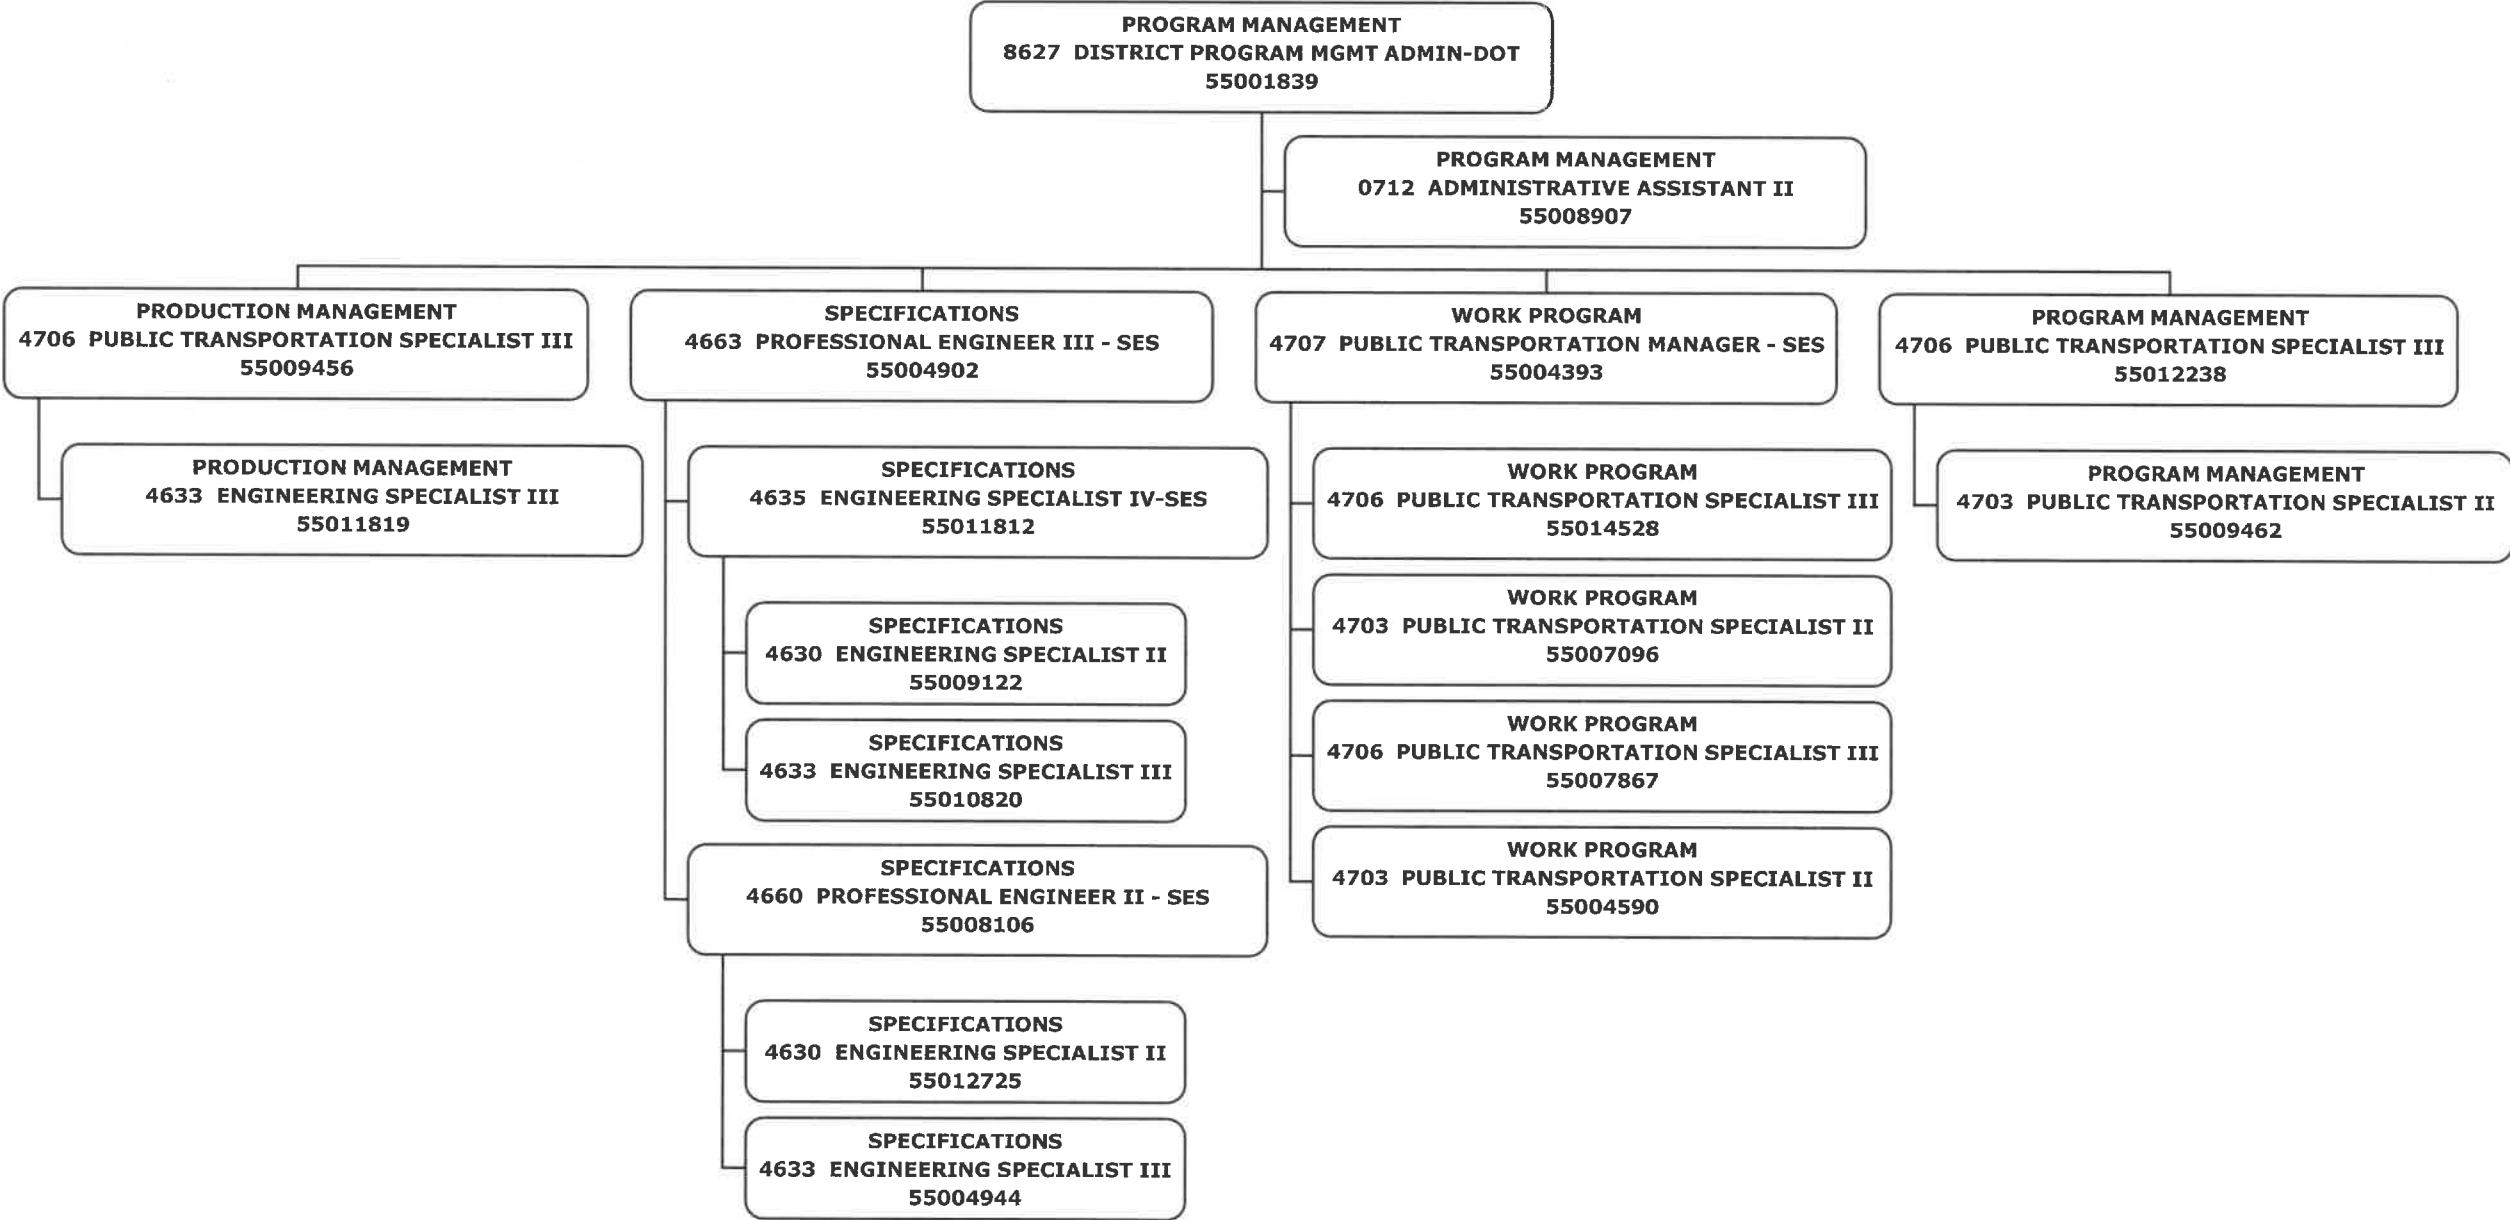 PROGRAM MANAGEMENT
8627 DISTRICT PROGRAM MGMT ADMIN-DOT
55001839
PROGRAM MANAGEMENT
0712 ADMINISTRATIVE ASSISTANT II
55008907
PRODUCTION MANAGEMENT
4706 PUBLIC TRANSPORTATION SPECIALIST III
55009456
PRODUCTION MANAGEMENT
4633 ENGINEERING SPECIALIST III
55011819
SPECIFICATIONS
4663 PROFESSIONAL ENGINEER III - SES
55004902
SPECIFICATIONS
4635 ENGINEERING SPECIALIST IV-SES
55011812
SPECIFICATIONS
4630 ENGINEERING SPECIALIST II
55009122
SPECIFICATIONS
4633 ENGINEERING SPECIALIST III
55010820
SPECIFICATIONS
4660 PROFESSIONAL ENGINEER II - SES
55008106
SPECIFICATIONS
4630 ENGINEERING SPECIALIST II
55012725
SPECIFICATIONS
4633 ENGINEERING SPECIALIST III
55004944
WORK PROGRAM
4707 PUBLIC TRANSPORTATION MANAGER - SES
55004393
WORK PROGRAM
4706 PUBLIC TRANSPORTATION SPECIALIST III
55014528
WORK PROGRAM
4703 PUBLIC TRANSPORTATION SPECIALIST II
55007096
WORK PROGRAM
4706 PUBLIC TRANSPORTATION SPECIALIST III
55007867
WORK PROGRAM
4703 PUBLIC TRANSPORTATION SPECIALIST II
55004590
PROGRAM MANAGEMENT
4706 PUBLIC TRANSPORTATION SPECIALIST III
55012238
PROGRAM MANAGEMENT
4703 PUBLIC TRANSPORTATION SPECIALIST II
55009462